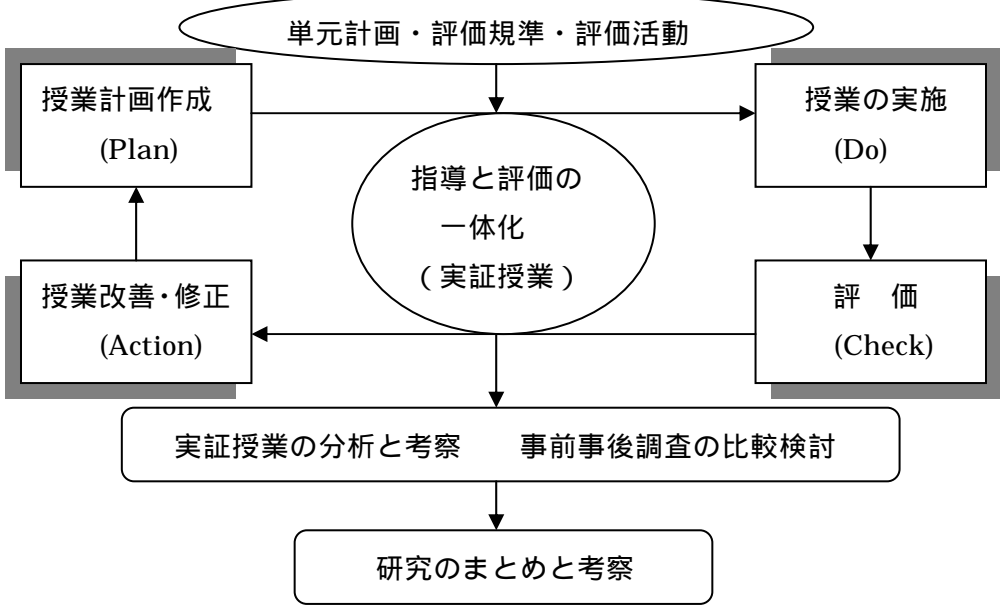 単元計画・評価規準・評価活動
授業計画作成
(Plan)
授業の実施
(Do)
指導と評価の
一体化
（実証授業）
授業改善・修正
(Action)
評　価
(Check)
実証授業の分析と考察　　事前事後調査の比較検討
研究のまとめと考察